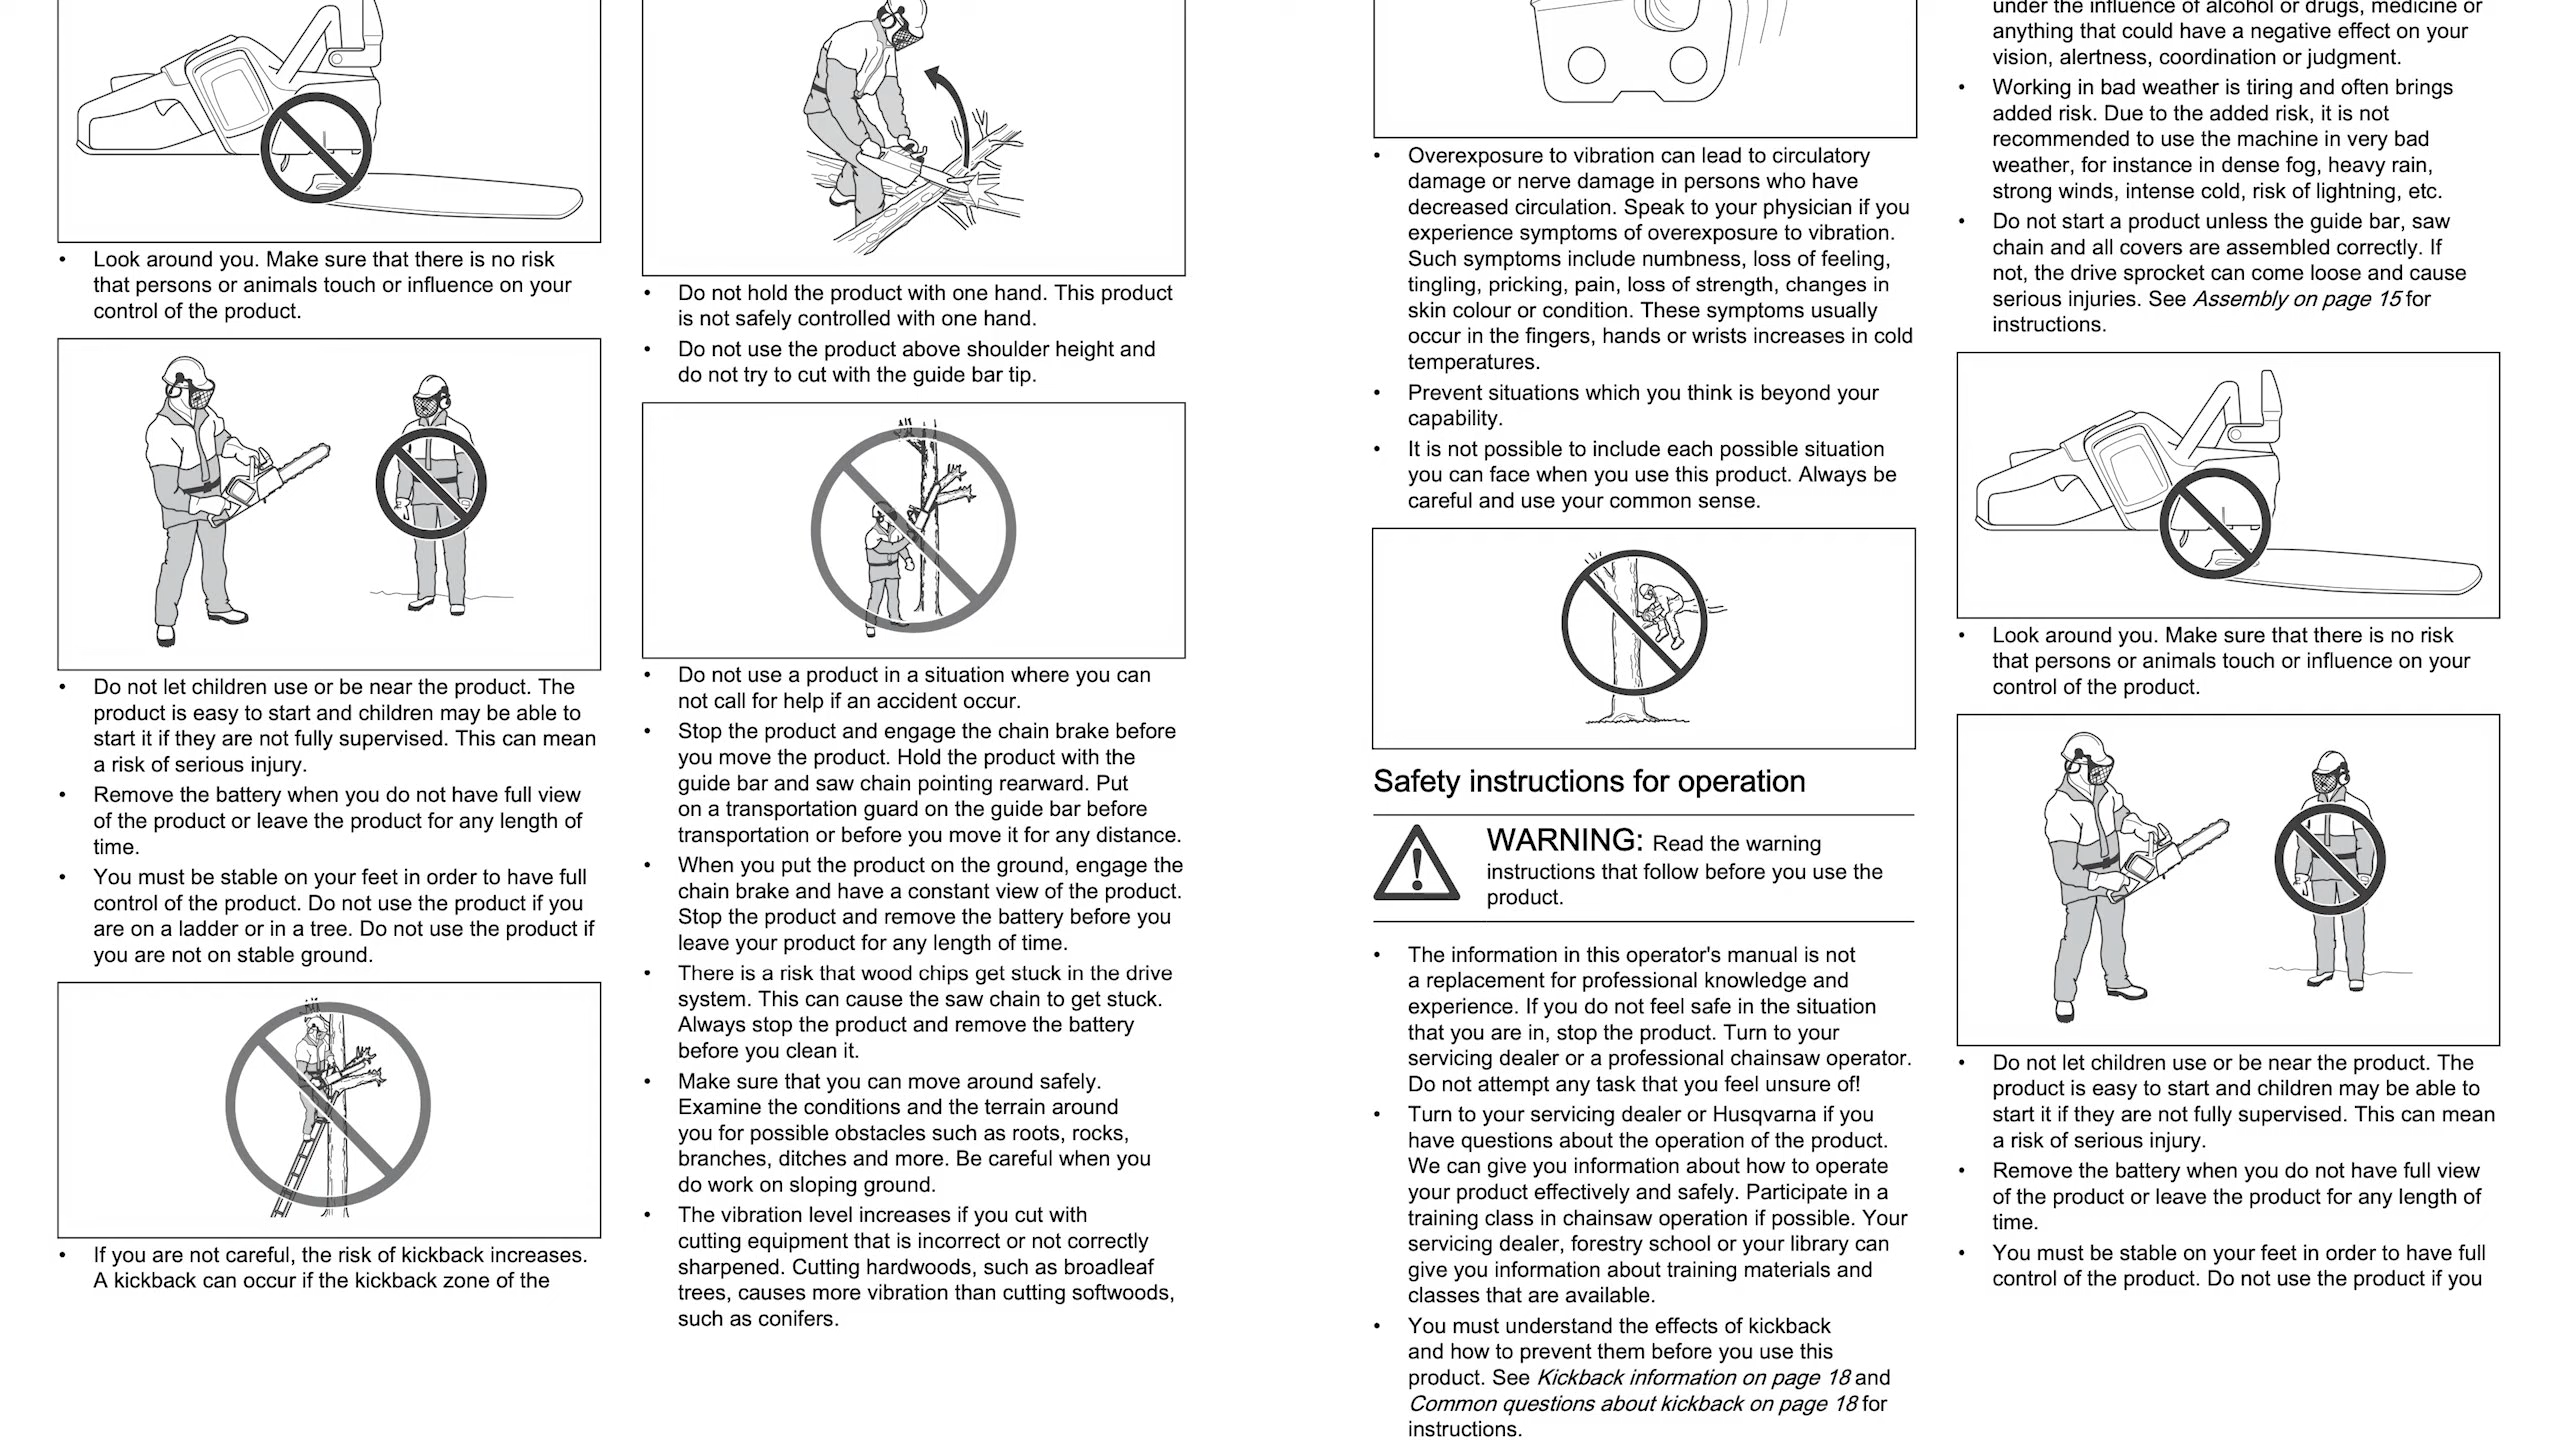 • Look around you. Make sure that there is no risk
that persons or animals touch or influence on your
control of the product.
• Do not let children use or be near the product. The
product is easy to start and children may be able to
start it if they are not fully supervised. This can mean
a risk of serious injury.
• Remove the battery when you do not have full view
of the product or leave the product for any length of
time.
• You must be stable on your feet in order to have full
control of the product. Do not use the product if you
are on a ladder or in a tree. Do not use the product if
you are not on stable ground.
• If you are not careful, the risk of kickback increases.
A kickback can occur if the kickback zone of the
• Do not hold the product with one hand. This product
is not safely controlled with one hand.
• Do not use the product above shoulder height and
do not try to cut with the guide bar tip.
• Do not use a product in a situation where you can
not call for help if an accident occur.
• Stop the product and engage the chain brake before
you move the product. Hold the product with the
guide bar and saw chain pointing rearward. Put
on a transportation guard on the guide bar before
transportation or before you move it for any distance.
• When you put the product on the ground, engage the
chain brake and have a constant view of the product.
Stop the product and remove the battery before you
leave your product for any length of time.
• There is a risk that wood chips get stuck in the drive
system. This can cause the saw chain to get stuck.
Always stop the product and remove the battery
before you clean it.
• Make sure that you can move around safely.
Examine the conditions and the terrain around
you for possible obstacles such as roots, rocks,
branches, ditches and more. Be careful when you
do work on sloping ground.
• The vibration level increases if you cut with
cutting equipment that is incorrect or not correctly
sharpened. Cutting hardwoods, such as broadleaf
trees, causes more vibration than cutting softwoods,
such as conifers.
• Overexposure to vibration can lead to circulatory
damage or nerve damage in persons who have
decreased circulation. Speak to your physician if you
experience symptoms of overexposure to vibration.
Such symptoms include numbness, loss of feeling,
tingling, pricking, pain, loss of strength, changes in
skin colour or condition. These symptoms usually
occur in the fingers, hands or wrists increases in cold
temperatures.
• Prevent situations which you think is beyond your
capability.
• It is not possible to include each possible situation
you can face when you use this product. Always be
careful and use your common sense.
Safety instructions for operation
WARNING: Read the warning
instructions that follow before you use the
product.
• The information in this operator's manual is not
a replacement for professional knowledge and
experience. If you do not feel safe in the situation
that you are in, stop the product. Turn to your
servicing dealer or a professional chainsaw operator.
Do not attempt any task that you feel unsure of!
• Turn to your servicing dealer or Husqvarna if you
have questions about the operation of the product.
We can give you information about how to operate
your product effectively and safely. Participate in a
training class in chainsaw operation if possible. Your
servicing dealer, forestry school or your library can
give you information about training materials and
classes that are available.
• You must understand the effects of kickback
and how to prevent them before you use this
product. See Kickback information on page 18 and
Common questions about kickback on page 18 for
instructions.
under the influence of alcohol or drugs, medicine or
anything that could have a negative effect on your
vision, alertness, coordination or judgment.
• Working in bad weather is tiring and often brings
added risk. Due to the added risk, it is not
recommended to use the machine in very bad
weather, for instance in dense fog, heavy rain,
strong winds, intense cold, risk of lightning, etc.
• Do not start a product unless the guide bar, saw
chain and all covers are assembled correctly. If
not, the drive sprocket can come loose and cause
serious injuries. See Assembly on page 15 for
instructions.
• Look around you. Make sure that there is no risk
that persons or animals touch or influence on your
control of the product.
• Do not let children use or be near the product. The
product is easy to start and children may be able to
start it if they are not fully supervised. This can mean
a risk of serious injury.
• Remove the battery when you do not have full view
of the product or leave the product for any length of
time.
• You must be stable on your feet in order to have full
control of the product. Do not use the product if you